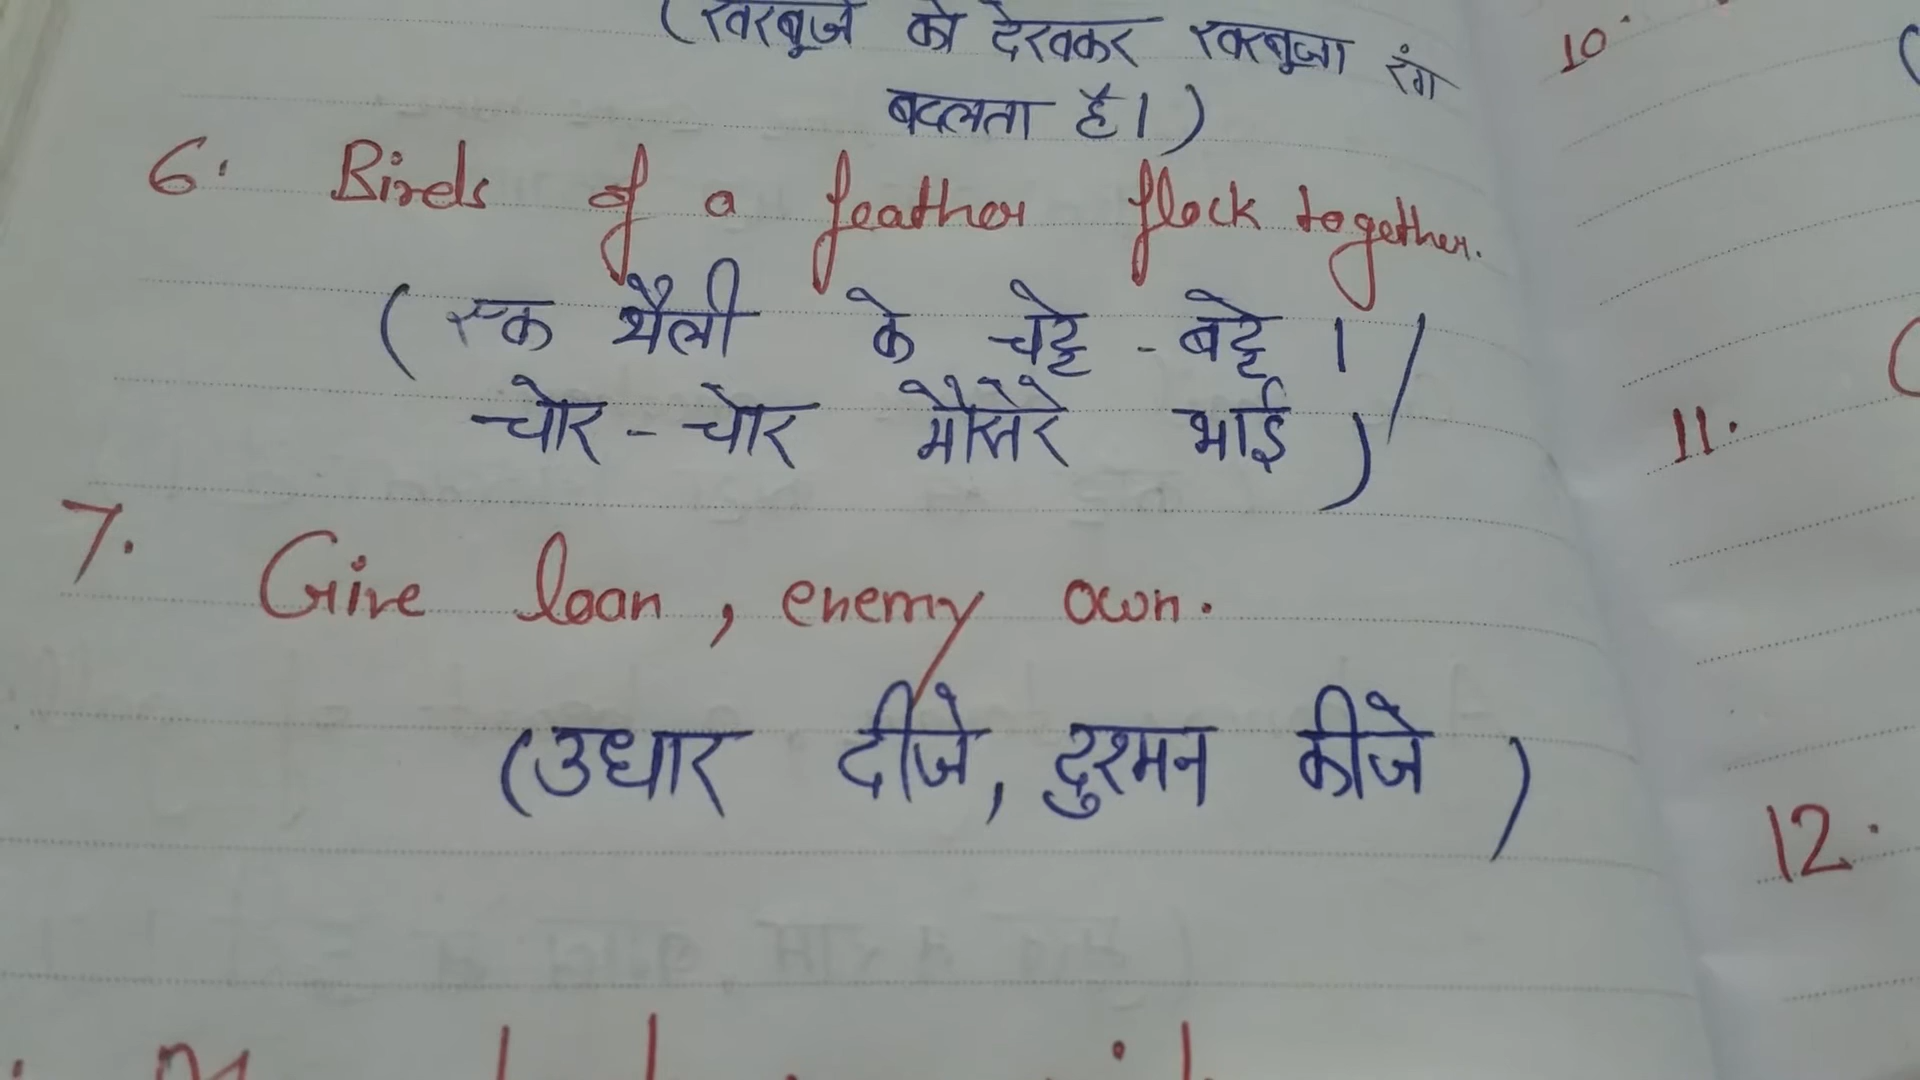 (खरबूजे को देखकर खरबूजा रंग
बदलता है।)
6. Birds of a feather flock together.
(एक थैली के चट्टे - बट्टे । /
चोर - चोर मौसेरे भाई )
7. Give loan, enemy own.
(उधार दीजे, दुश्मन कीजे )
10.
11.
12.